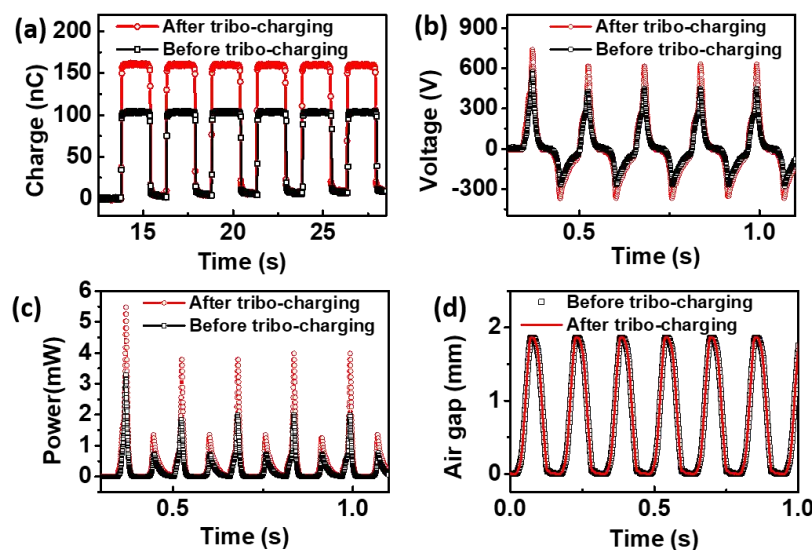 (a)
After tribo-charging
Before tribo-charging
200
150
100
50
0
Charge (nC)
15
20
25
Time (s)
(b)
After tribo-charging
Before tribo-charging
900
600
300
0
-300
Voltage (V)
0.5
1.0
Time (s)
(c)
After tribo-charging
Before tribo-charging
6
5
4
3
2
1
0
Power(mW)
0.5
1.0
Time (s)
(d)
Before tribo-charging
After tribo-charging
2
1
0
Air gap (mm)
0.0
0.5
1.0
Time (s)